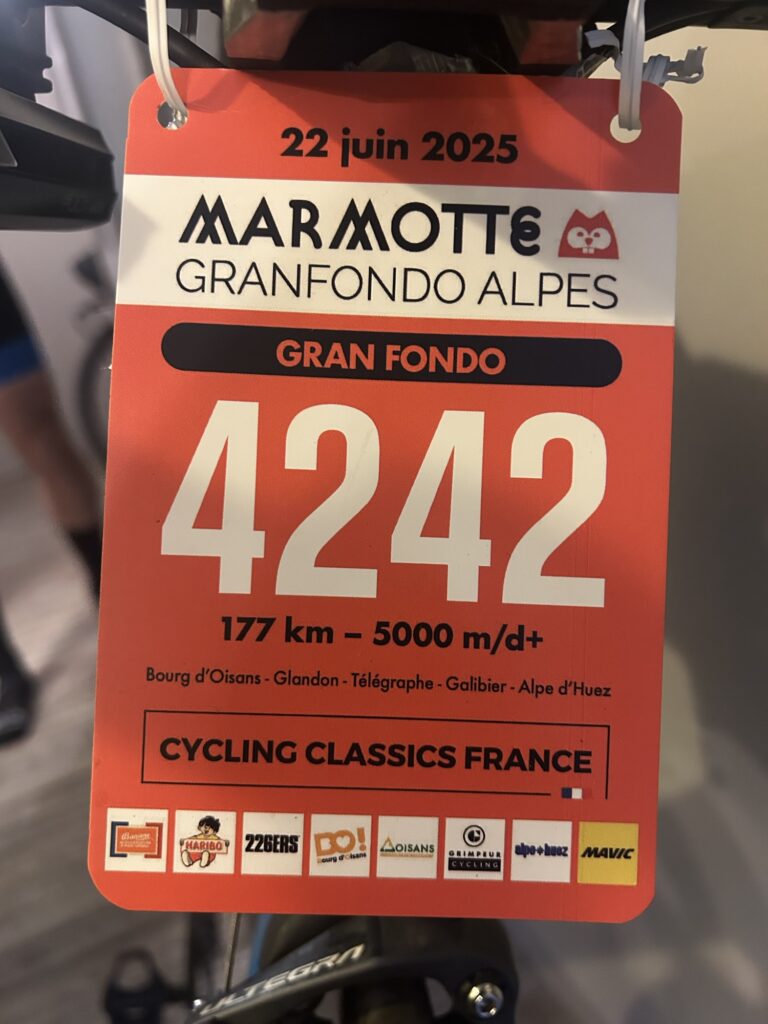 22 juin 2025
MARMOTTE
GRANFONDO ALPES
GRAN FONDO
4242
177 km – 5000 m/d+
Bourg d'Oisans - Glandon - Télégraphe - Galibier - Alpe d'Huez
CYCLING CLASSICS FRANCE
HARIBO
226ERS
BO!
Bourg d'Oisans
OISANS
G
GRIMPEUR
CYCLING
alpe d'huez
MAVIC
ULTEGRA